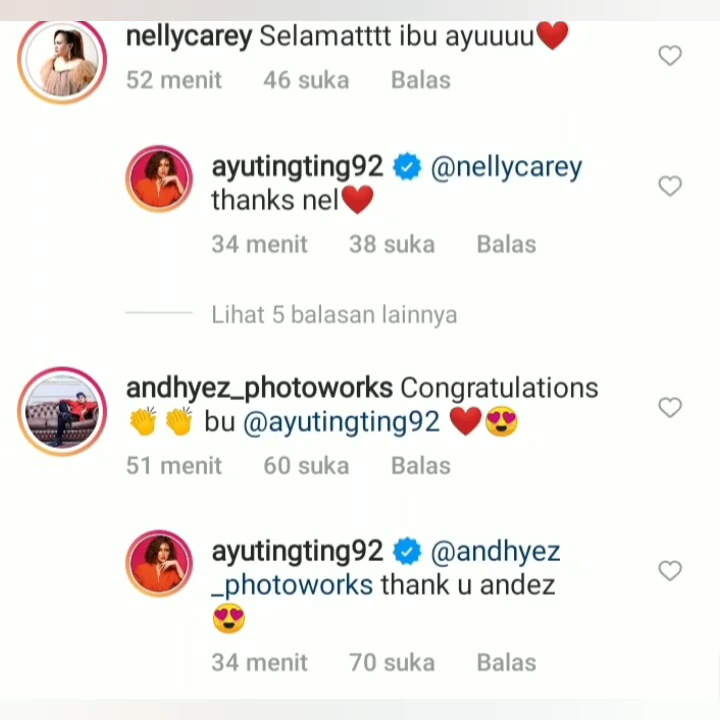 nellycarey Selamatttt ibu ayuuuu❤️
52 menit 46 suka Balas
ayutingting92 @nellycarey
thanks nel❤️
34 menit 38 suka Balas
Lihat 5 balasan lainnya
andhyez_photoworks Congratulations
👏👏 bu @ayutingting92 ❤️😍
51 menit 60 suka Balas
ayutingting92 @andhyez
_photoworks thank u andez
😍
34 menit 70 suka Balas